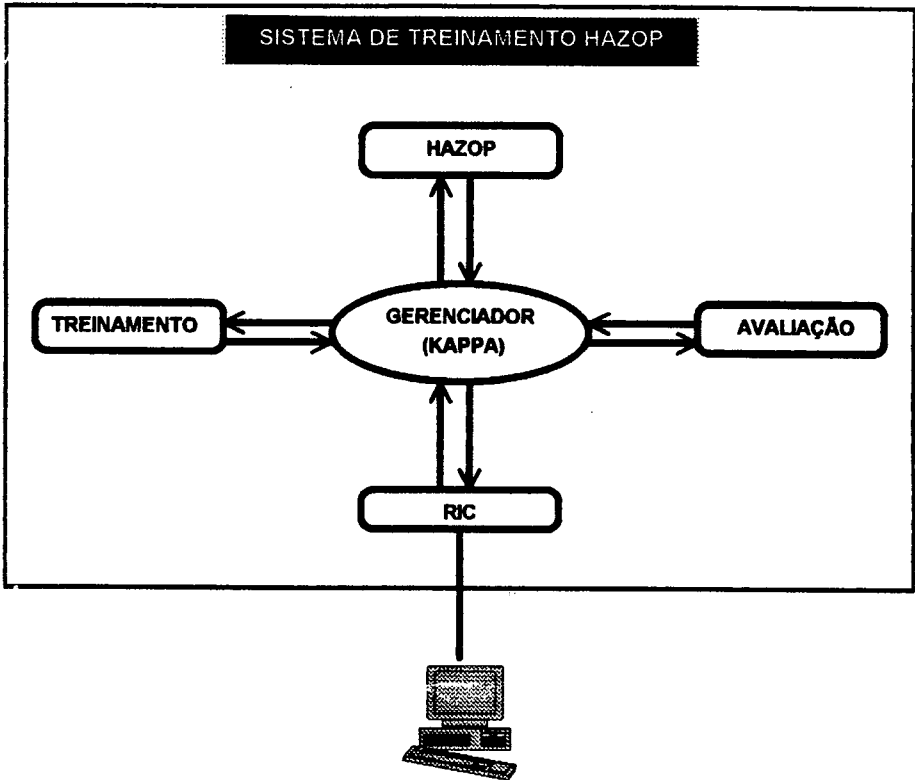 SISTEMA DE TREINAMENTO HAZOP
HAZOP
TREINAMENTO
GERENCIADOR
(KAPPA)
AVALIAÇÃO
RIC